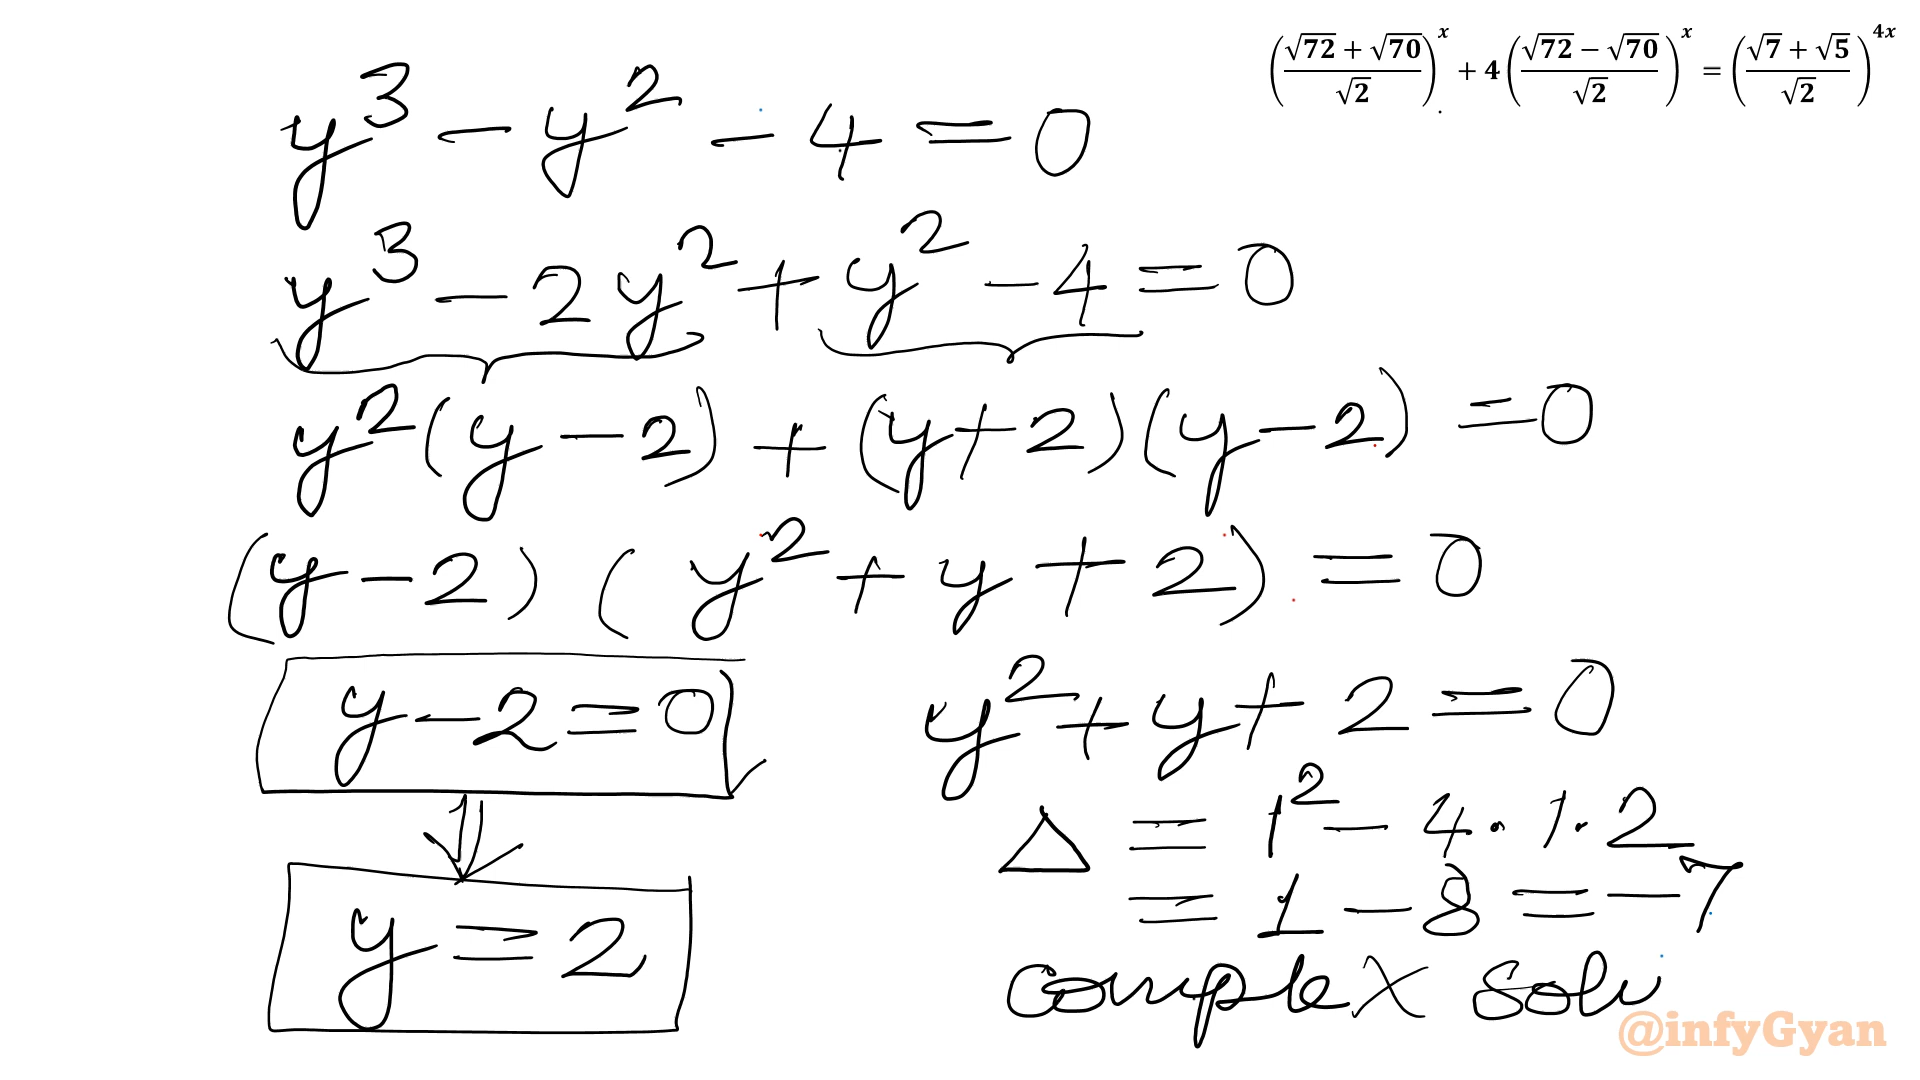 ((√72 + √70)/√2)^x + 4((√72 − √70)/√2)^x = ((√7 + √5)/√2)^4x
y³ − y² − 4 = 0
y³ − 2y² + y² − 4 = 0
y²(y − 2) + (y + 2)(y − 2) = 0
(y − 2) (y² + y + 2) = 0
y − 2 = 0
y = 2
y² + y + 2 = 0
Δ = 1² − 4 · 1 · 2
= 1 − 8 = −7
complex solu
@infyGyan